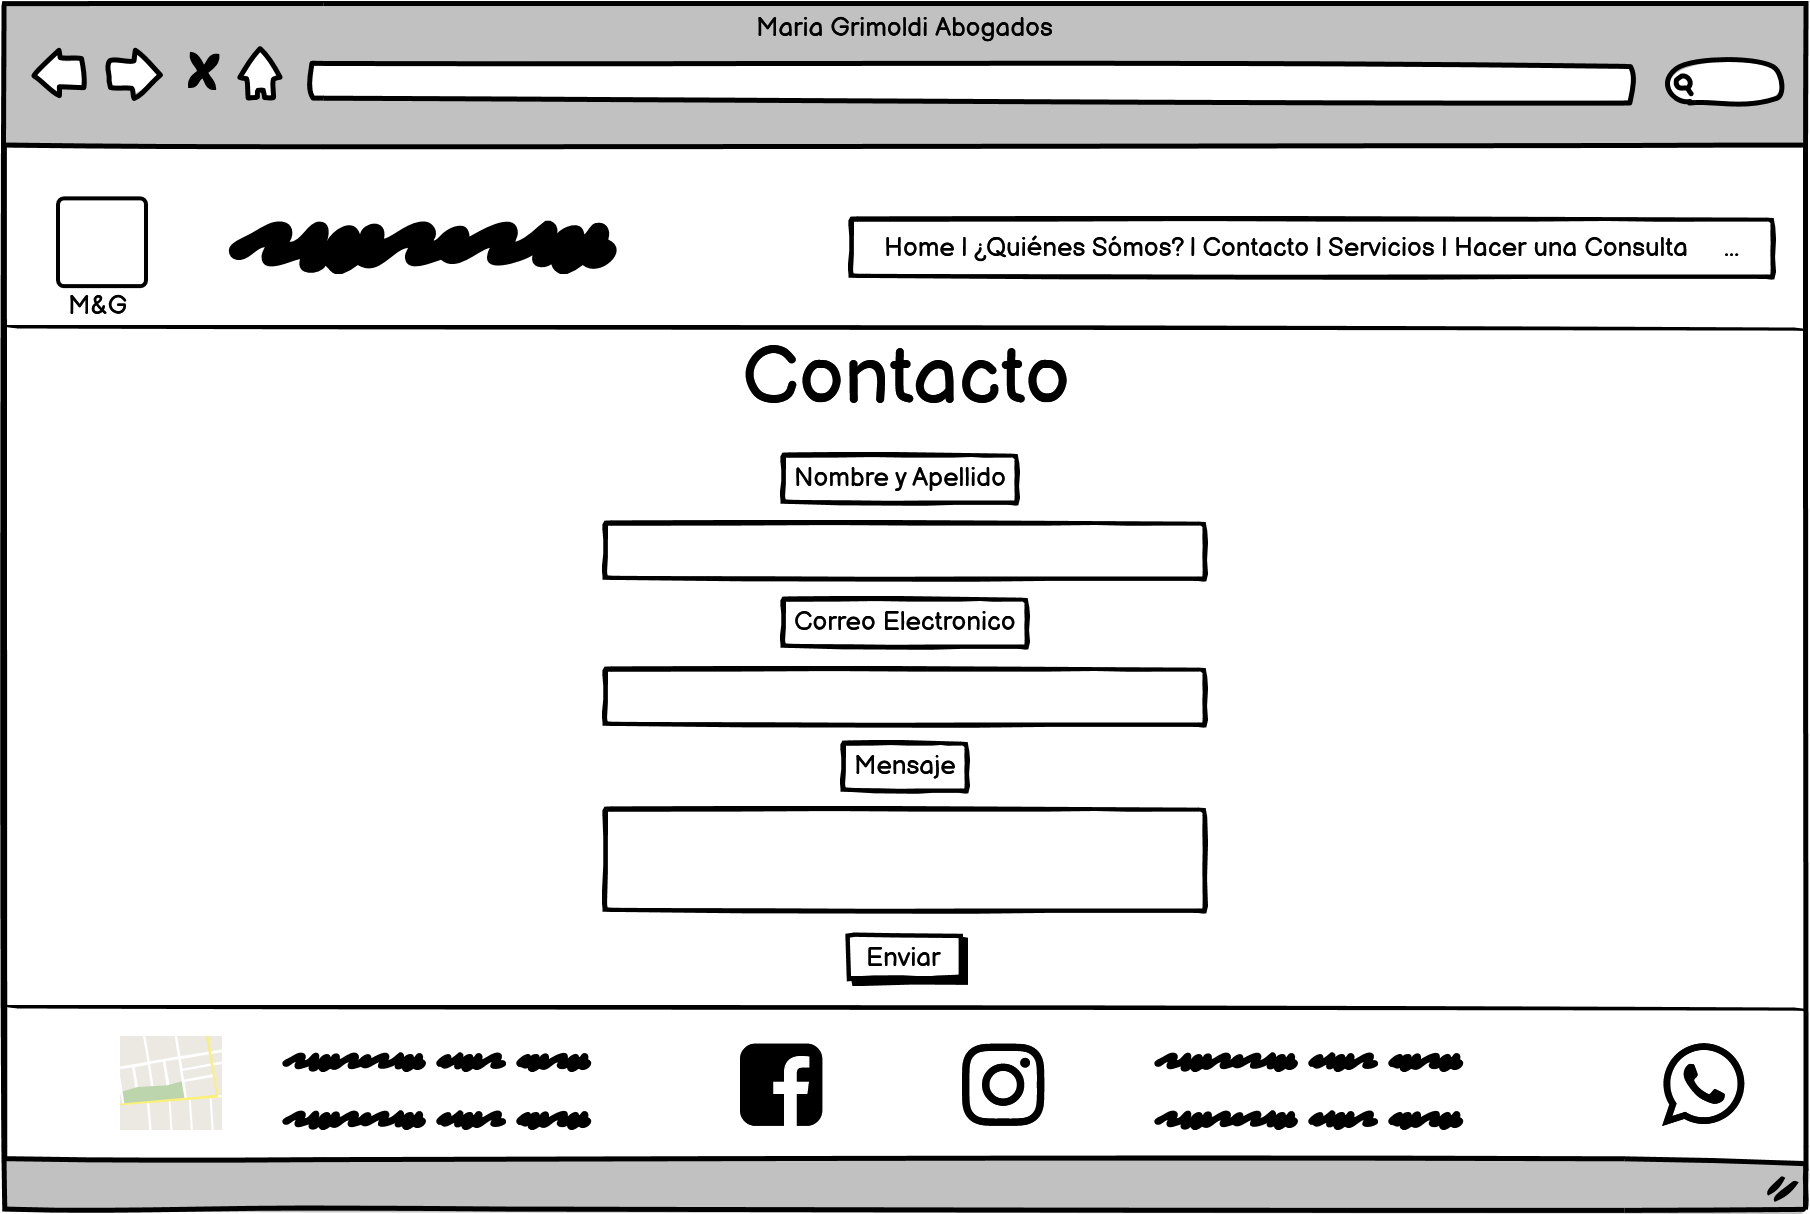 Maria Grimoldi Abogados
M&G
Home | ¿Quiénes Sómos? | Contacto | Servicios | Hacer una Consulta ...
Contacto
Nombre y Apellido
Correo Electronico
Mensaje
Enviar